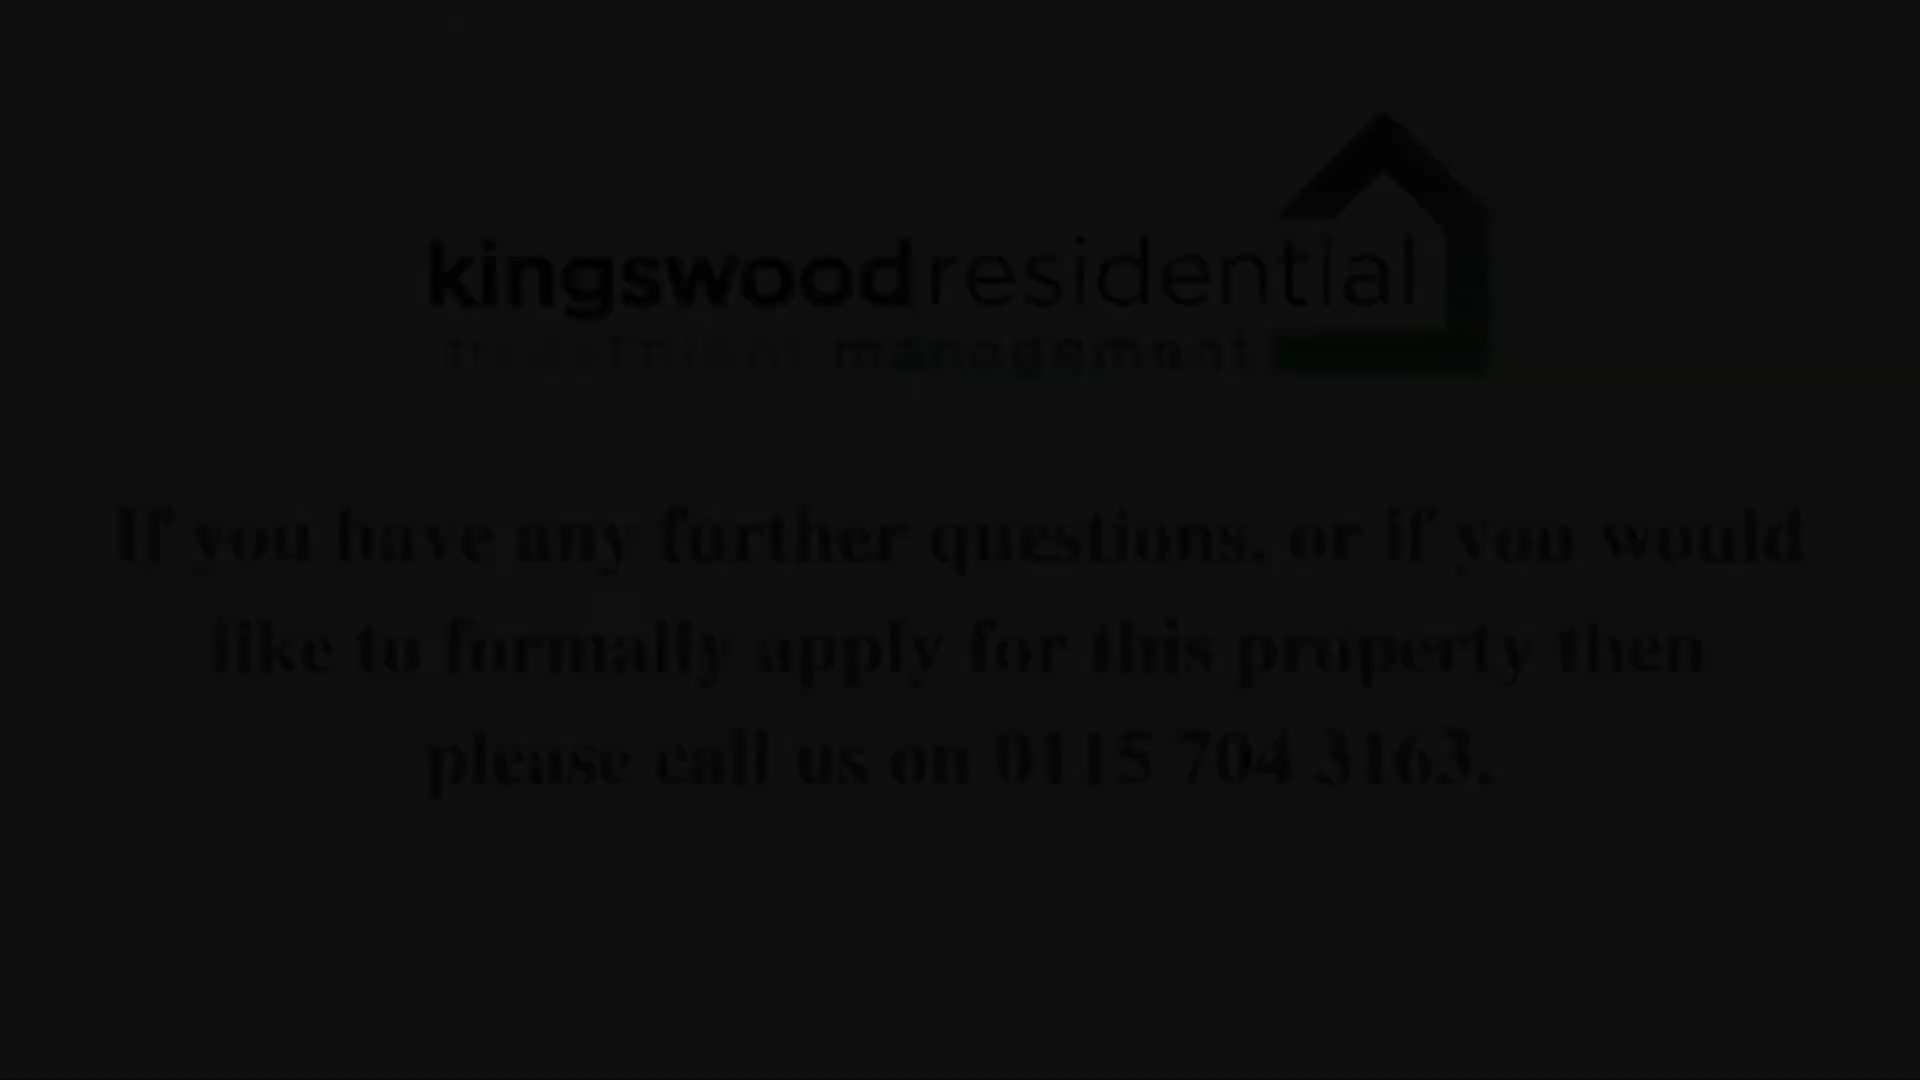 kingswoodresidential
investment management
If you have any further questions, or if you would
like to formally apply for this property then
please call us on 0115 704 3163.